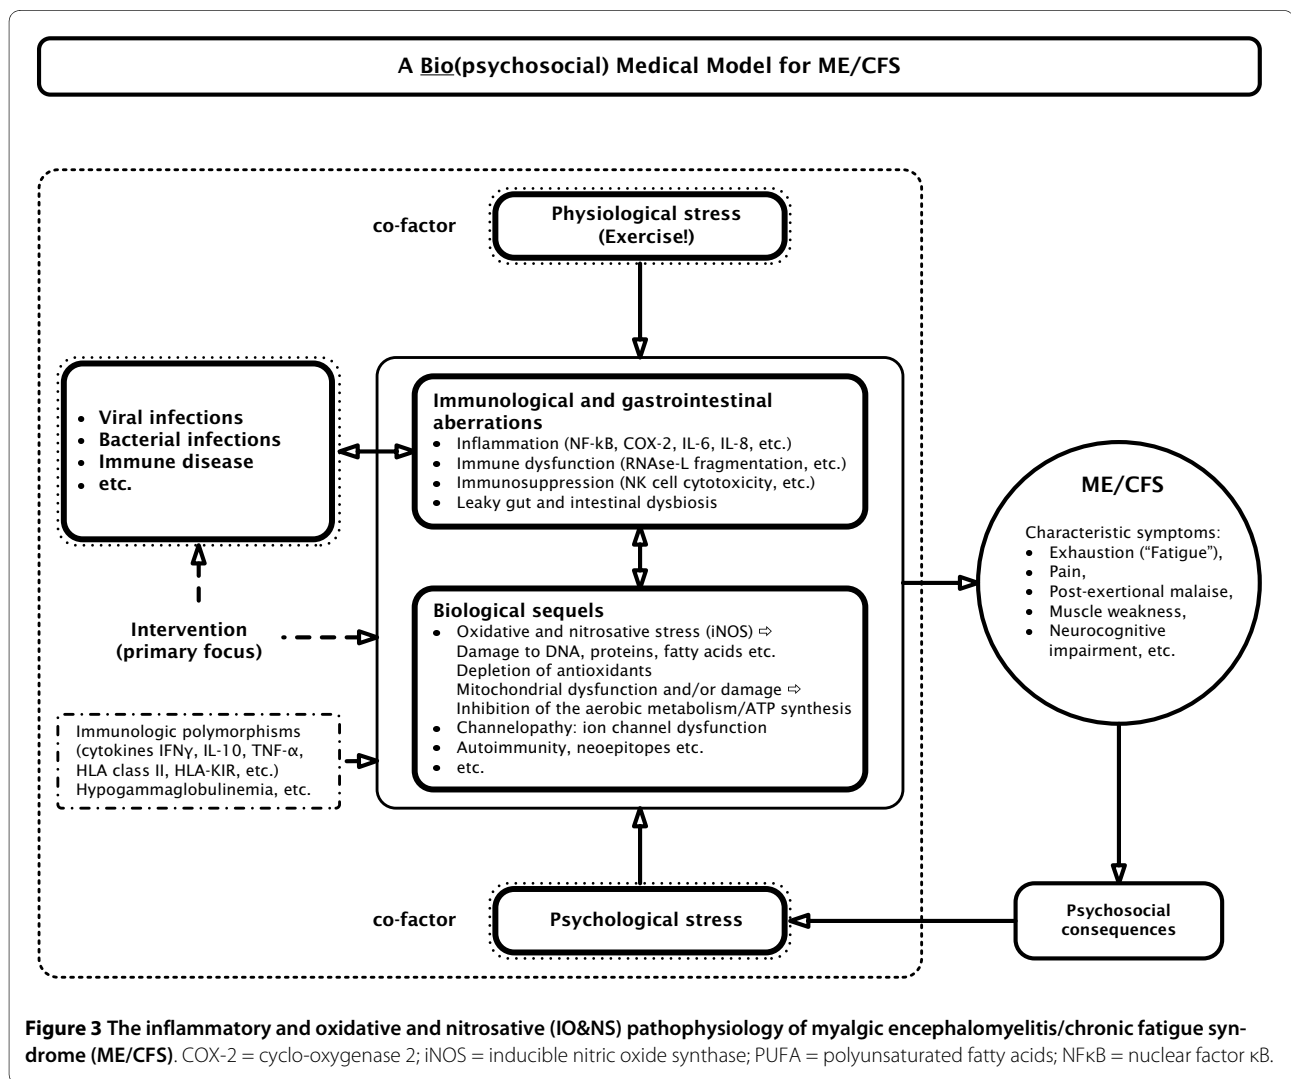 A Bio(psychosocial) Medical Model for ME/CFS
co-factor
Physiological stress
(Exercise!)
• Viral infections
• Bacterial infections
• Immune disease
• etc.
Immunological and gastrointestinal
aberrations
• Inflammation (NF-kB, COX-2, IL-6, IL-8, etc.)
• Immune dysfunction (RNAse-L fragmentation, etc.)
• Immunosuppression (NK cell cytotoxicity, etc.)
• Leaky gut and intestinal dysbiosis
ME/CFS
Characteristic symptoms:
• Exhaustion (“Fatigue”),
• Pain,
• Post-exertional malaise,
• Muscle weakness,
• Neurocognitive
impairment, etc.
Intervention
(primary focus)
Biological sequels
• Oxidative and nitrosative stress (iNOS) ⇨
Damage to DNA, proteins, fatty acids etc.
Depletion of antioxidants
Mitochondrial dysfunction and/or damage ⇨
Inhibition of the aerobic metabolism/ATP synthesis
• Channelopathy: ion channel dysfunction
• Autoimmunity, neoepitopes etc.
• etc.
Immunologic polymorphisms
(cytokines IFNγ, IL-10, TNF-α,
HLA class II, HLA-KIR, etc.)
Hypogammaglobulinemia, etc.
co-factor
Psychological stress
Psychosocial
consequences
Figure 3 The inflammatory and oxidative and nitrosative (IO&NS) pathophysiology of myalgic encephalomyelitis/chronic fatigue syn-
drome (ME/CFS). COX-2 = cyclo-oxygenase 2; iNOS = inducible nitric oxide synthase; PUFA = polyunsaturated fatty acids; NFκB = nuclear factor κB.